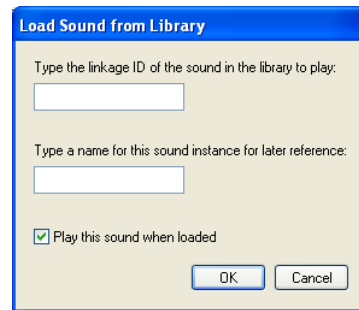 Load Sound from Library
Type the linkage ID of the sound in the library to play:
Type a name for this sound instance for later reference:
Play this sound when loaded
OK Cancel